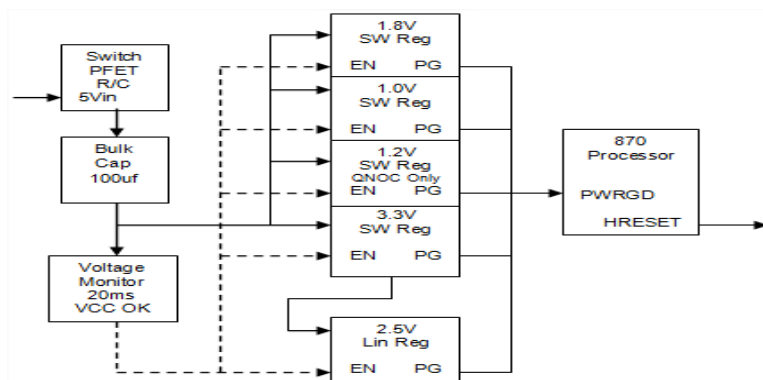 Switch
PFET
R/C
5Vin
Bulk
Cap
100uf
Voltage
Monitor
20ms
VCC OK
1.8V
SW Reg
EN PG
1.0V
SW Reg
EN PG
1.2V
SW Reg
QNOC Only
EN PG
3.3V
SW Reg
EN PG
2.5V
Lin Reg
EN PG
870
Processor
PWRGD
HRESET